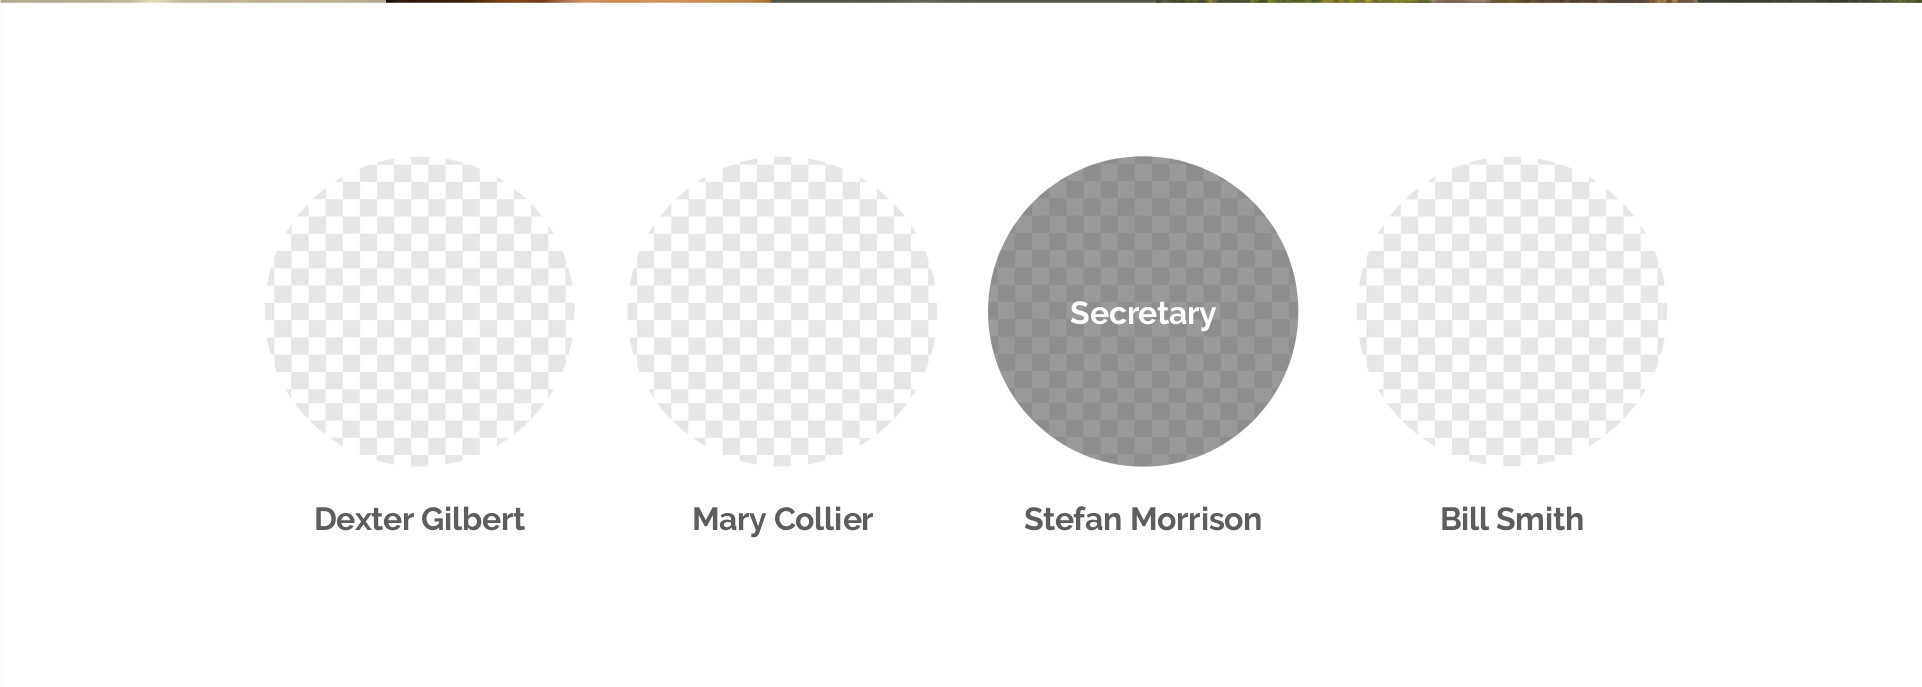 Secretary
Dexter Gilbert
Mary Collier
Stefan Morrison
Bill Smith